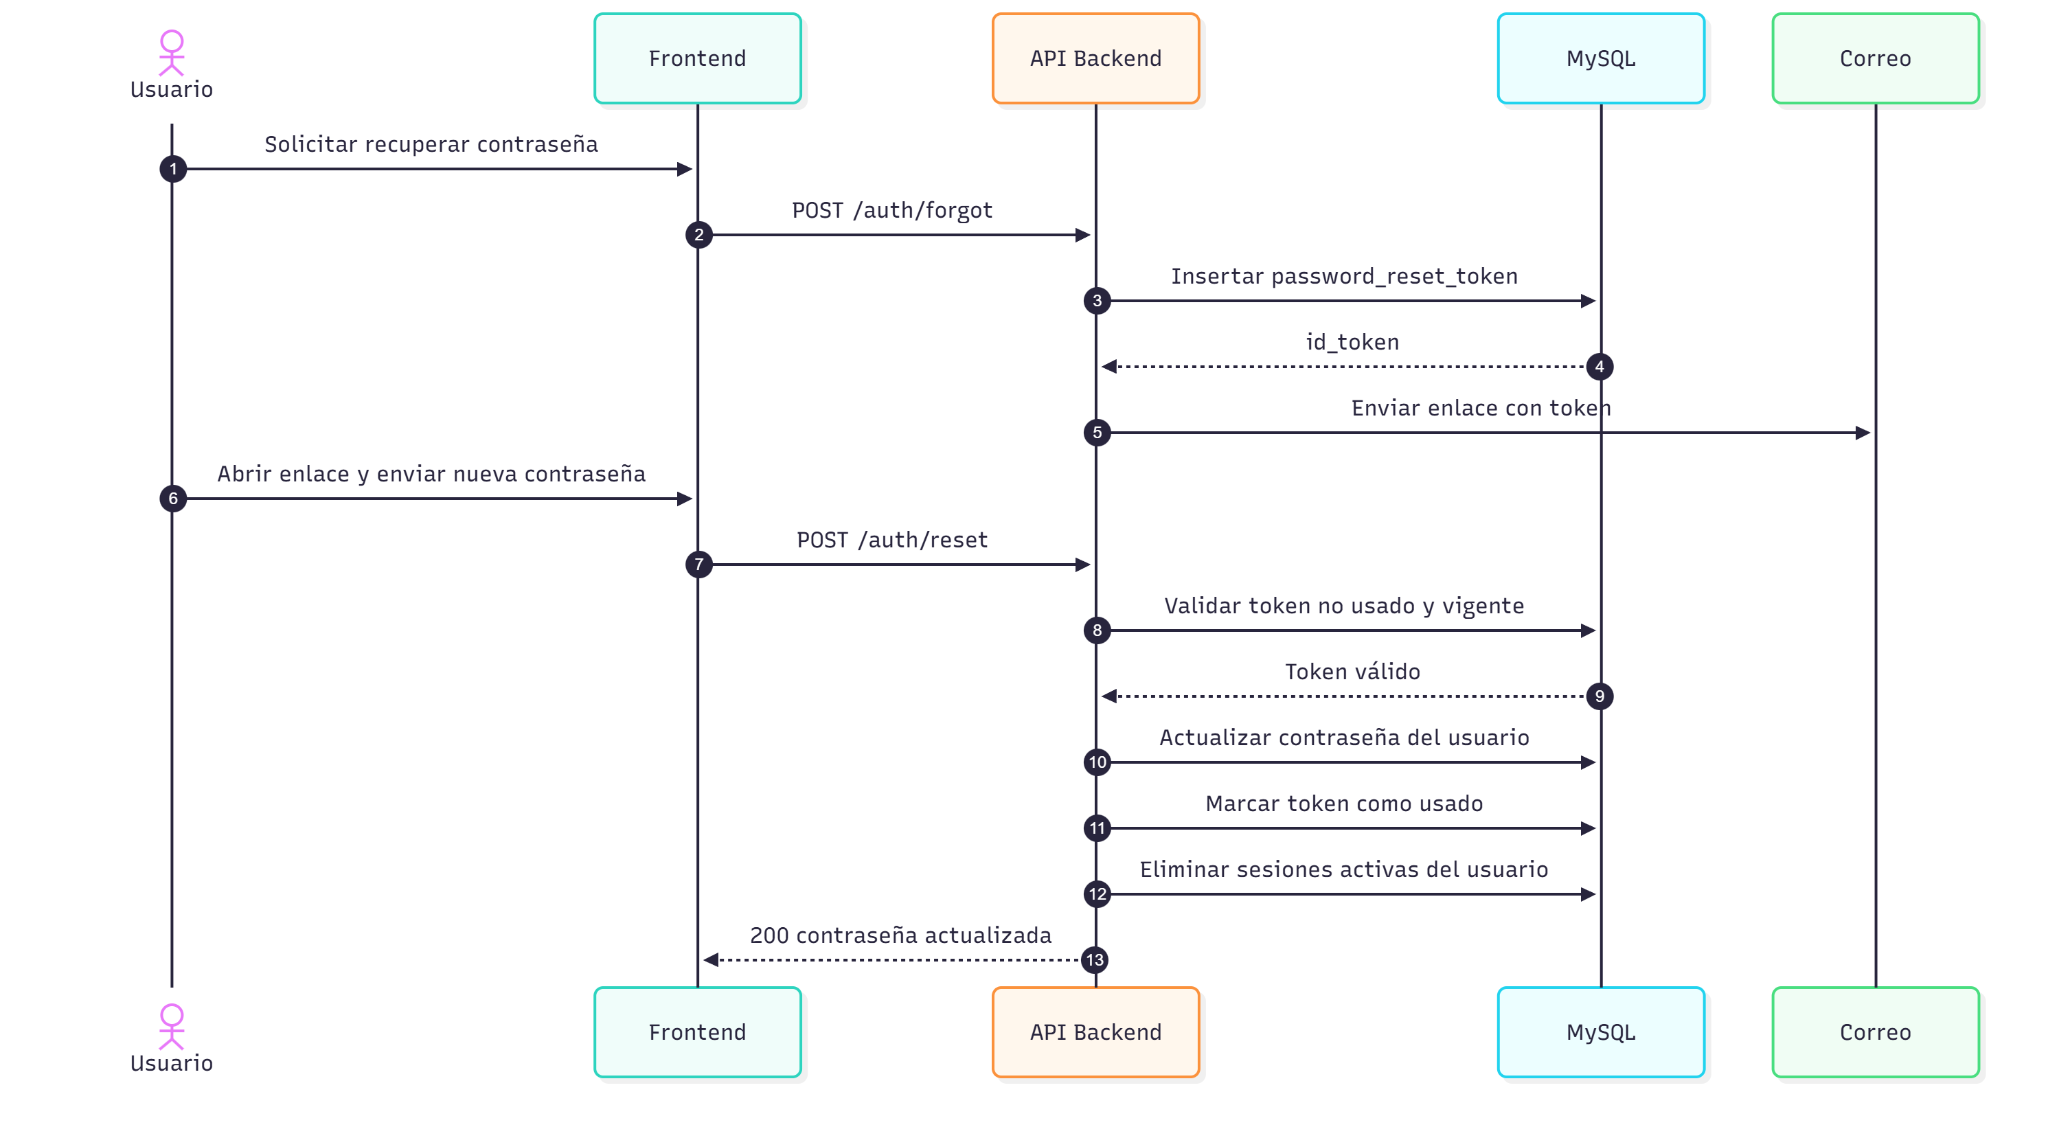 Usuario
Frontend
API Backend
MySQL
Correo
Solicitar recuperar contraseña
1
POST /auth/forgot
2
Insertar password_reset_token
3
id_token
4
Enviar enlace con token
5
Abrir enlace y enviar nueva contraseña
6
POST /auth/reset
7
Validar token no usado y vigente
8
Token válido
9
Actualizar contraseña del usuario
10
Marcar token como usado
11
Eliminar sesiones activas del usuario
12
200 contraseña actualizada
13
Usuario
Frontend
API Backend
MySQL
Correo